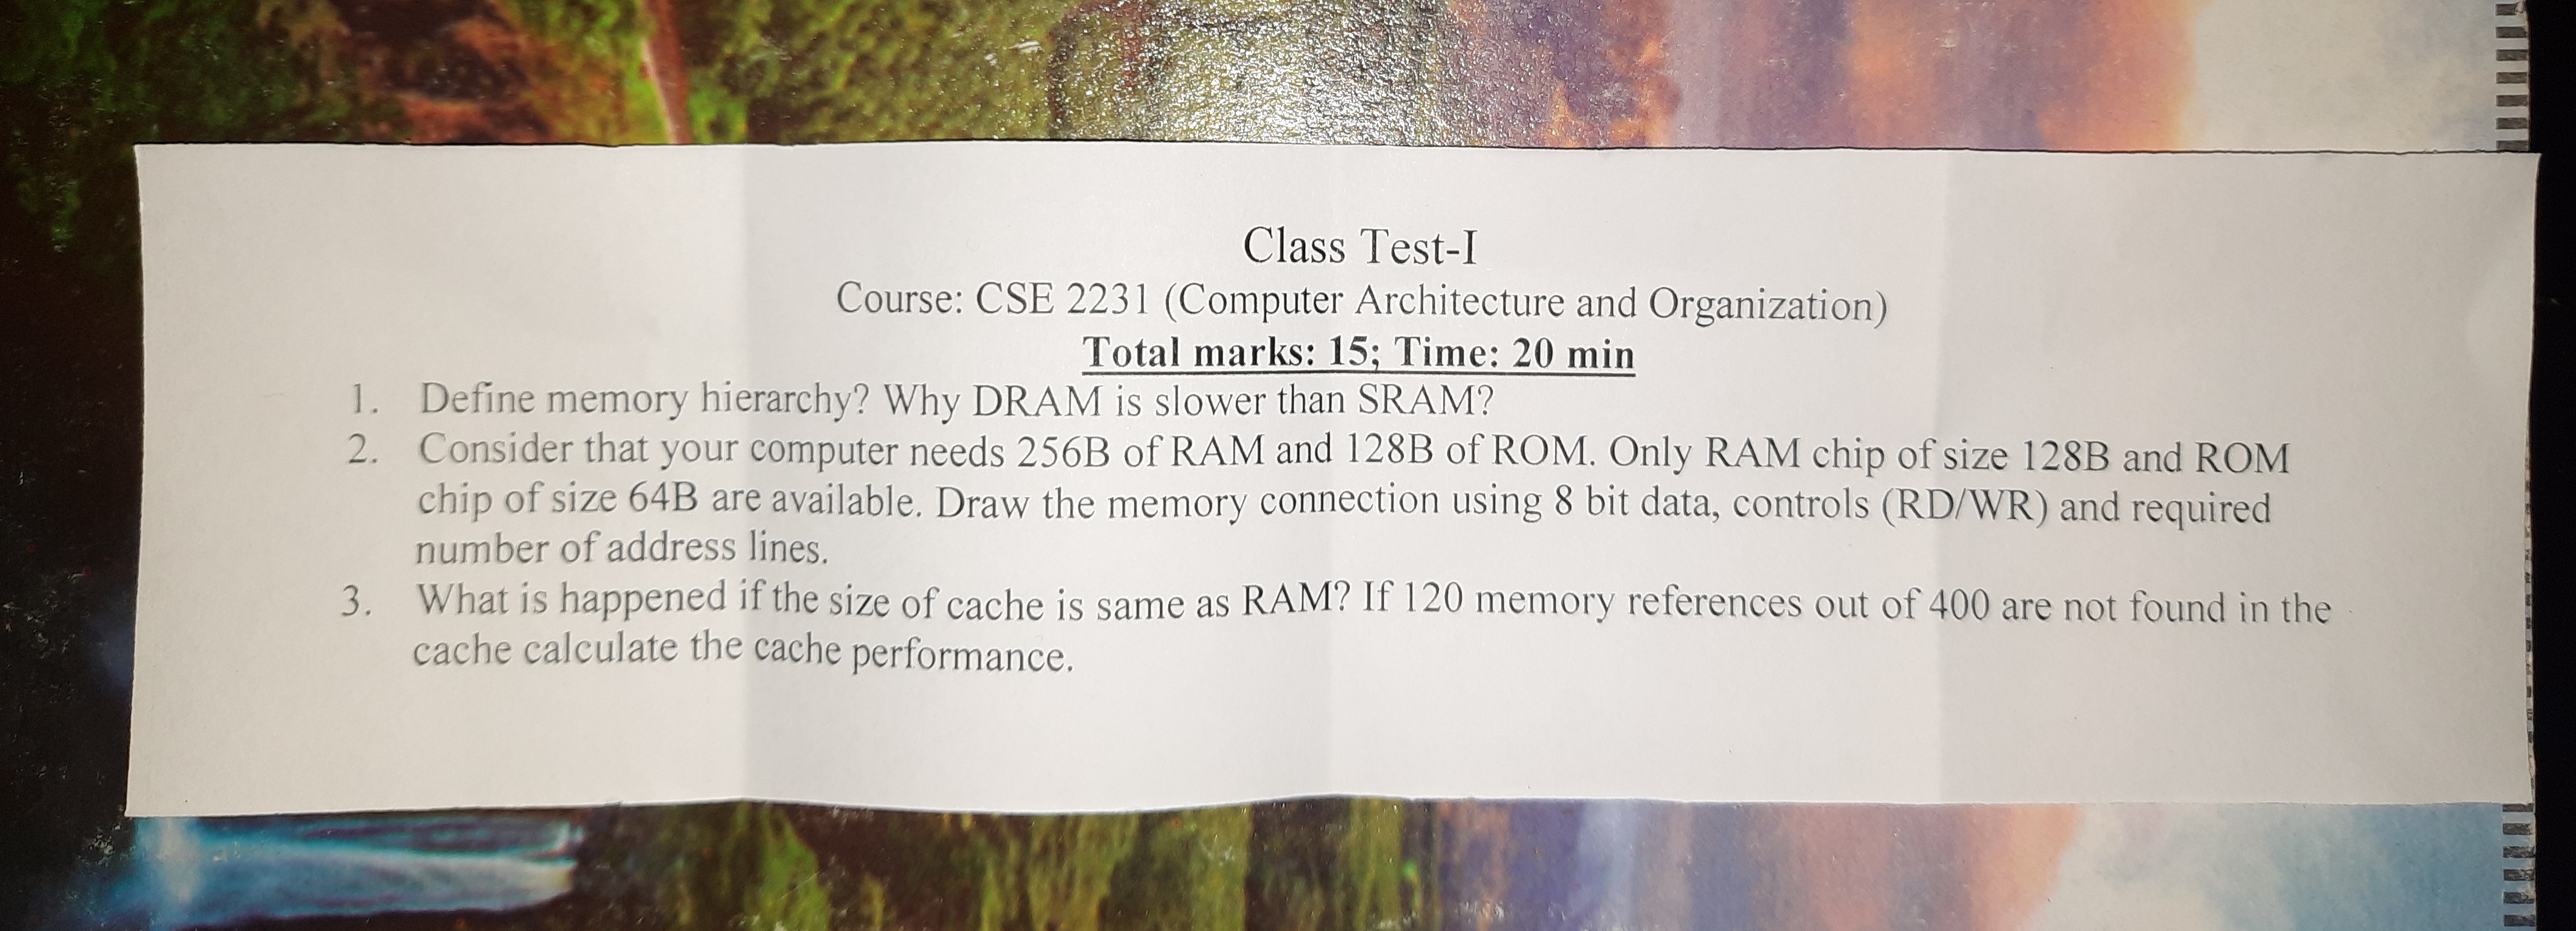 Class Test-I
Course: CSE 2231 (Computer Architecture and Organization)
Total marks: 15; Time: 20 min
1. Define memory hierarchy? Why DRAM is slower than SRAM?
2. Consider that your computer needs 256B of RAM and 128B of ROM. Only RAM chip of size 128B and ROM
chip of size 64B are available. Draw the memory connection using 8 bit data, controls (RD/WR) and required
number of address lines.
3. What is happened if the size of cache is same as RAM? If 120 memory references out of 400 are not found in the
cache calculate the cache performance.